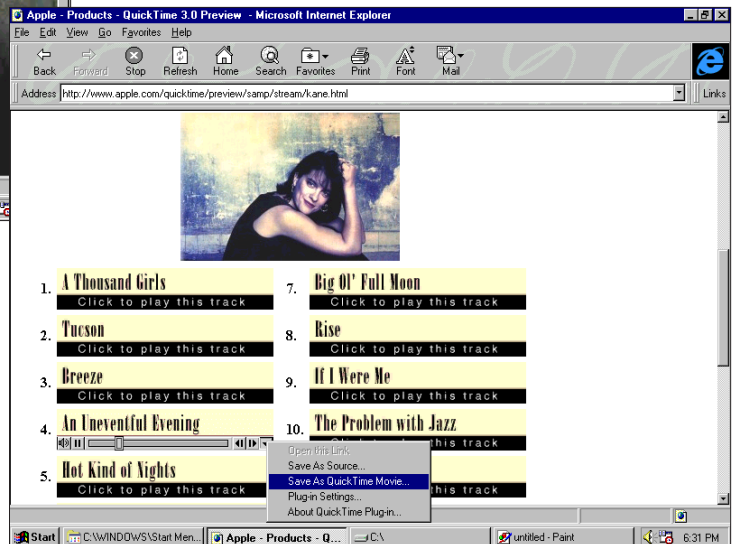 Apple - Products - QuickTime 3.0 Preview - Microsoft Internet Explorer
File Edit View Go Favorites Help
Back Forward Stop Refresh Home Search Favorites Print Font Mail
Address http://www.apple.com/quicktime/preview/samp/stream/kane.html Links
1. A Thousand Girls
Click to play this track
2. Tucson
Click to play this track
3. Breeze
Click to play this track
4. An Uneventful Evening
5. Hot Kind of Nights
Click to play this track
7. Big Ol' Full Moon
Click to play this track
8. Rise
Click to play this track
9. If I Were Me
Click to play this track
10. The Problem with Jazz
Click to play this track
Open this Link
Save As Source...
Save As QuickTime Movie...
Plug-in Settings...
About QuickTime Plug-in...
Start C:\WINDOWS\Start Men... Apple - Products - Q... C:\ untitled - Paint 6:31 PM